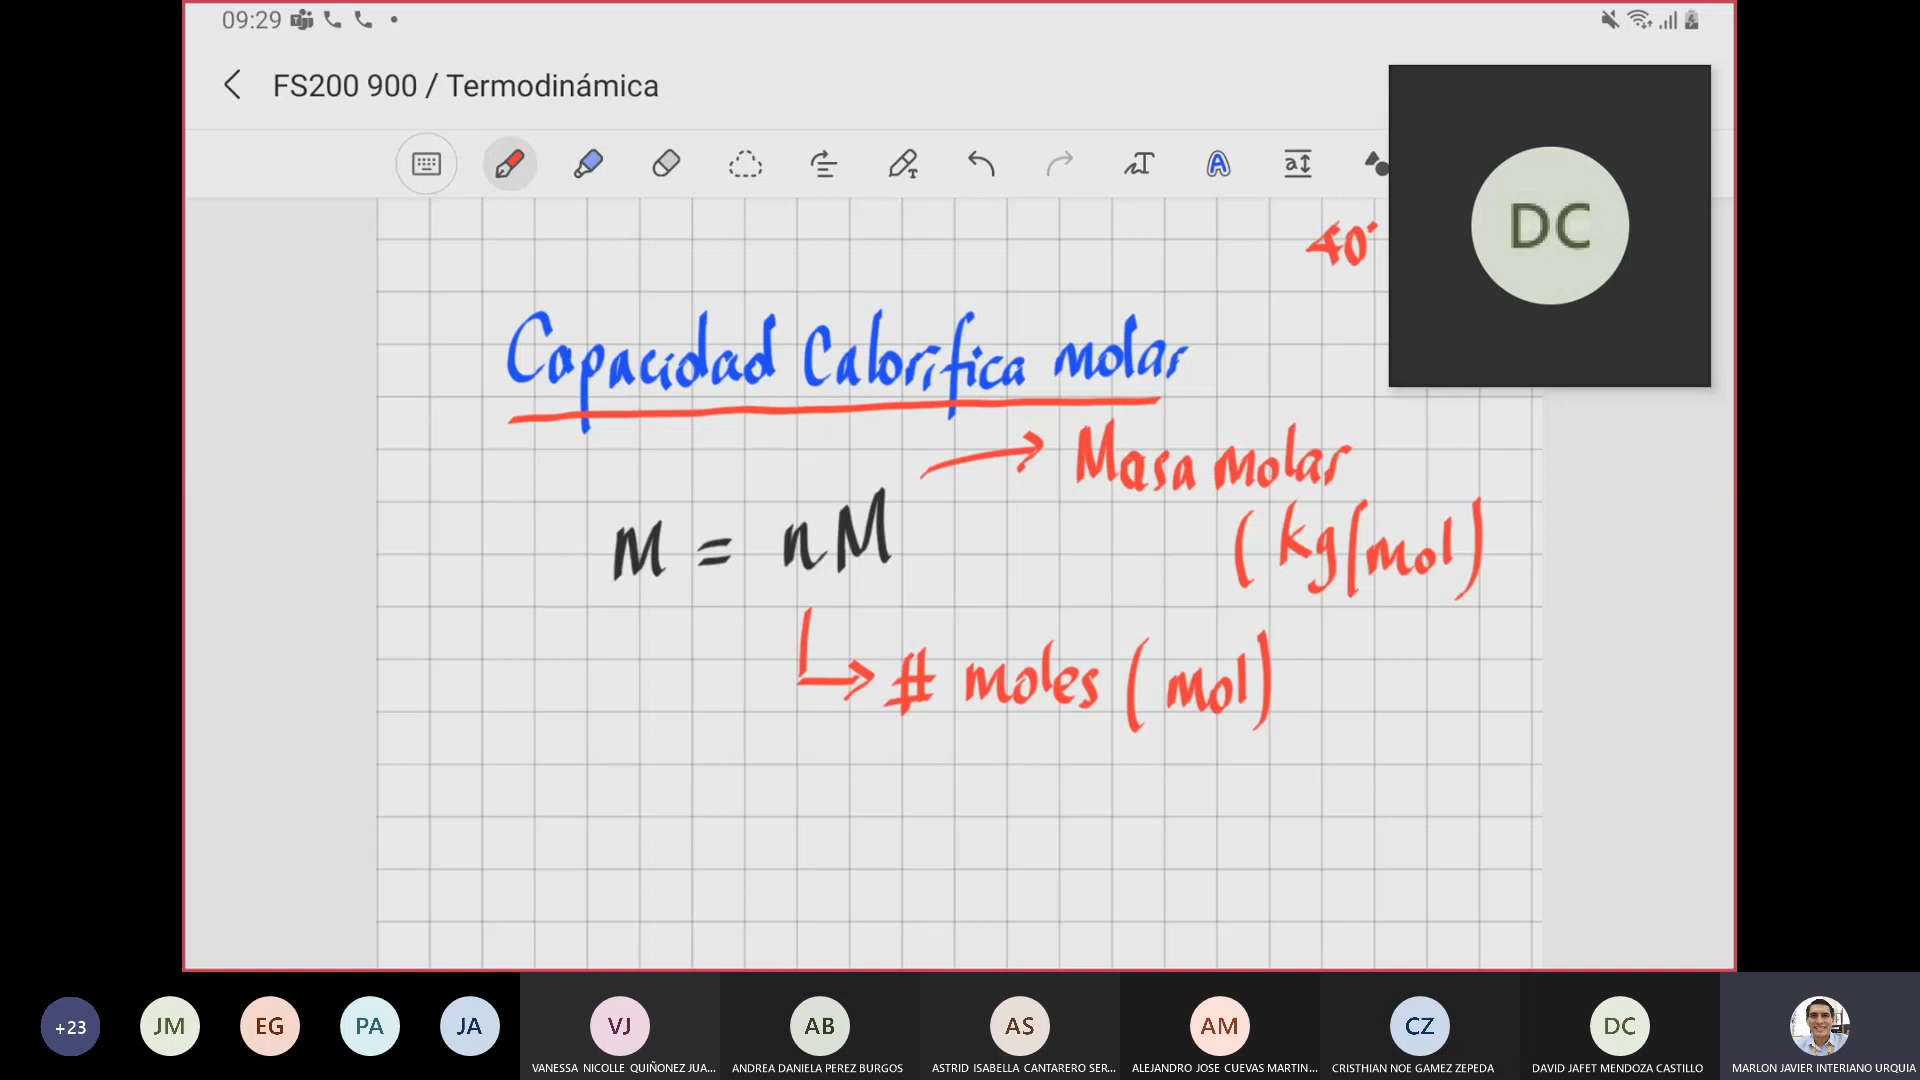 09:29
FS200 900 / Termodinámica
40°
DC
Capacidad Calorífica molar
Masa molar
(kg/mol)
m = nM
# moles (mol)
+23
JM
EG
PA
JA
VJ
AB
AS
AM
CZ
DC
VANESSA NICOLLE QUIÑONEZ JUA...
ANDREA DANIELA PEREZ BURGOS
ASTRID ISABELLA CANTARERO SER...
ALEJANDRO JOSE CUEVAS MARTIN...
CRISTHIAN NOE GAMEZ ZEPEDA
DAVID JAFET MENDOZA CASTILLO
MARLON JAVIER INTERIANO URQUIA